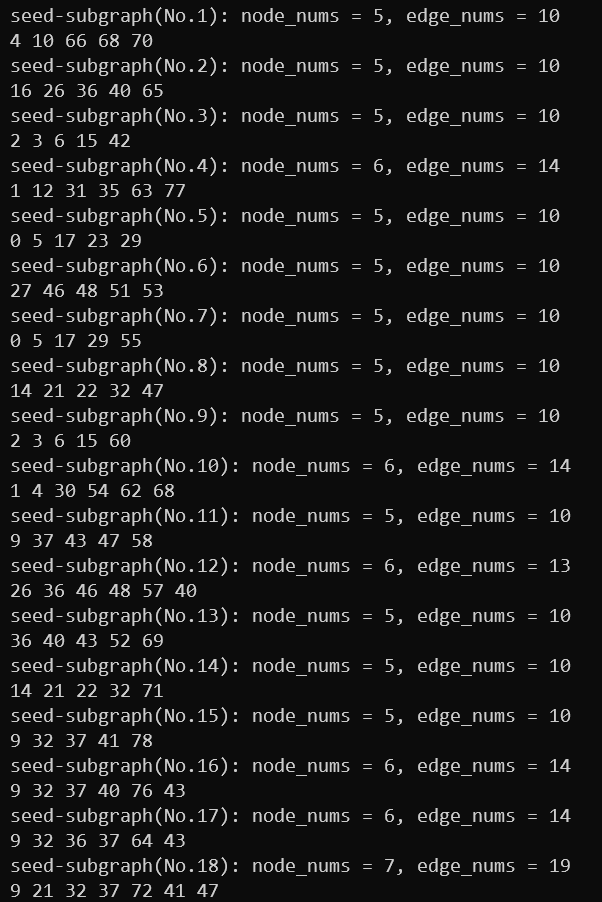 seed-subgraph(No.1): node_nums = 5, edge_nums = 10
4 10 66 68 70
seed-subgraph(No.2): node_nums = 5, edge_nums = 10
16 26 36 40 65
seed-subgraph(No.3): node_nums = 5, edge_nums = 10
2 3 6 15 42
seed-subgraph(No.4): node_nums = 6, edge_nums = 14
1 12 31 35 63 77
seed-subgraph(No.5): node_nums = 5, edge_nums = 10
0 5 17 23 29
seed-subgraph(No.6): node_nums = 5, edge_nums = 10
27 46 48 51 53
seed-subgraph(No.7): node_nums = 5, edge_nums = 10
0 5 17 29 55
seed-subgraph(No.8): node_nums = 5, edge_nums = 10
14 21 22 32 47
seed-subgraph(No.9): node_nums = 5, edge_nums = 10
2 3 6 15 60
seed-subgraph(No.10): node_nums = 6, edge_nums = 14
1 4 30 54 62 68
seed-subgraph(No.11): node_nums = 5, edge_nums = 10
9 37 43 47 58
seed-subgraph(No.12): node_nums = 6, edge_nums = 13
26 36 46 48 57 40
seed-subgraph(No.13): node_nums = 5, edge_nums = 10
36 40 43 52 69
seed-subgraph(No.14): node_nums = 5, edge_nums = 10
14 21 22 32 71
seed-subgraph(No.15): node_nums = 5, edge_nums = 10
9 32 37 41 78
seed-subgraph(No.16): node_nums = 6, edge_nums = 14
9 32 37 40 76 43
seed-subgraph(No.17): node_nums = 6, edge_nums = 14
9 32 36 37 64 43
seed-subgraph(No.18): node_nums = 7, edge_nums = 19
9 21 32 37 72 41 47